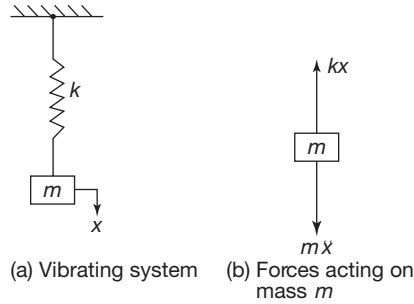 k
m
x
(a) Vibrating system
kx
m
mẍ
(b) Forces acting on
mass m